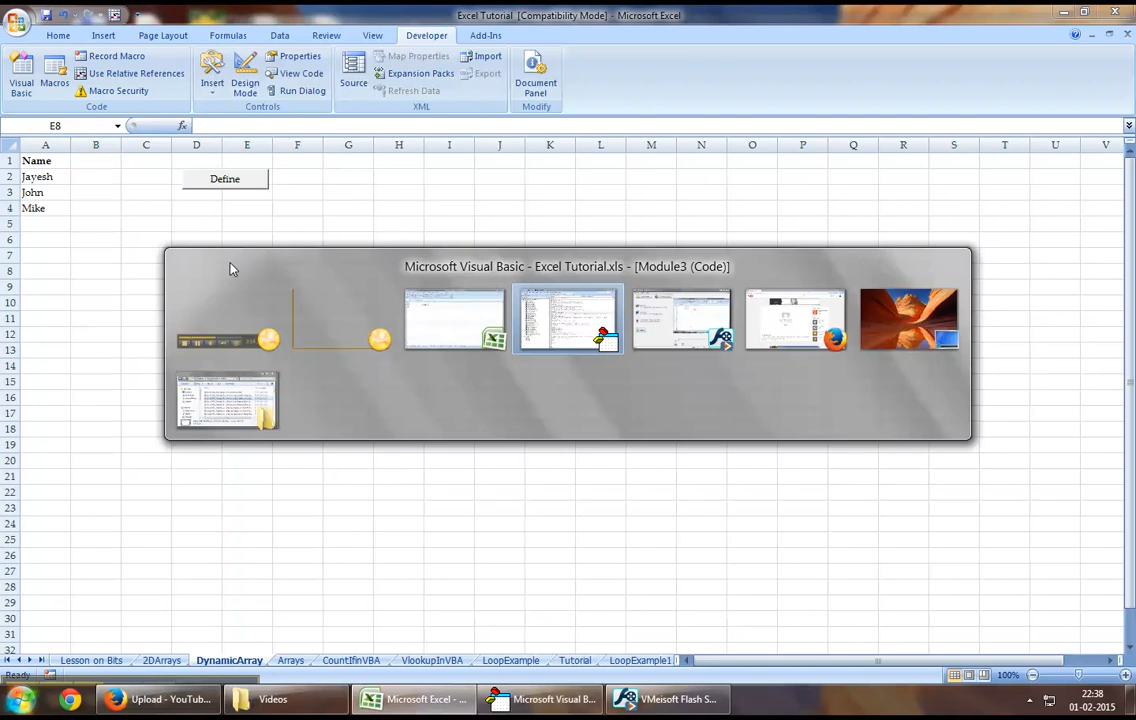 Excel Tutorial [Compatibility Mode] - Microsoft Excel
Home Insert Page Layout Formulas Data Review View Developer Add-Ins
Visual Basic
Macros
Record Macro
Use Relative References
Macro Security
Code
Insert
Design Mode
Properties
View Code
Run Dialog
Controls
Source
Map Properties
Expansion Packs
Refresh Data
Import
Export
XML
Document Panel
Modify
E8 fx
A B C D E F G H I J K L M N O P Q R S T U V
1 Name
2 Jayesh Define
3 John
4 Mike
5
6
7
Microsoft Visual Basic - Excel Tutorial.xls - [Module3 (Code)]
8
9
10
11
12
13
14
15
16
17
18
19
20
21
22
23
24
25
26
27
28
29
30
31
32
Lesson on Bits 2DArrays DynamicArray Arrays CountIfinVBA VlookupInVBA LoopExample Tutorial LoopExample1
Ready 100%
Upload - YouTub... Videos Microsoft Excel - ... Microsoft Visual B... VMeisoft Flash S...
22:38
01-02-2015